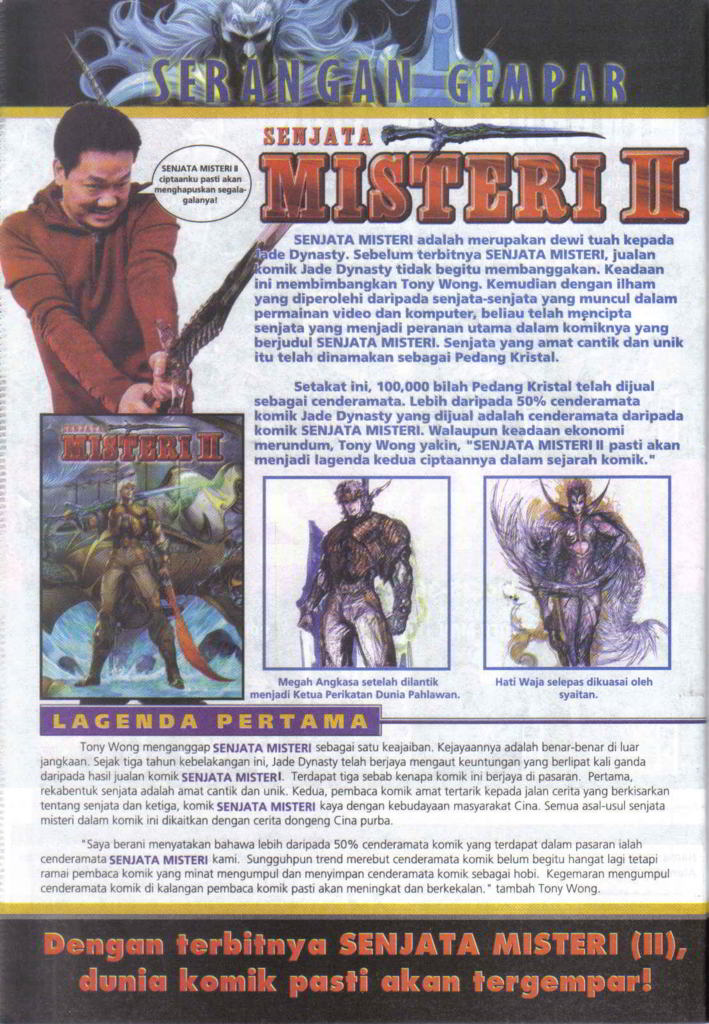 SERANGAN GEMPAR
SENJATA
MISTERI II
SENJATA MISTERI II
ciptaanku pasti akan
menghapuskan segala-
galanya!
SENJATA MISTERI adalah merupakan dewi tuah kepada
Jade Dynasty. Sebelum terbitnya SENJATA MISTERI, jualan
komik Jade Dynasty tidak begitu membanggakan. Keadaan
ini membimbangkan Tony Wong. Kemudian dengan ilham
yang diperolehi daripada senjata-senjata yang muncul dalam
permainan video dan komputer, beliau telah mencipta
senjata yang menjadi peranan utama dalam komiknya yang
berjudul SENJATA MISTERI. Senjata yang amat cantik dan unik
itu telah dinamakan sebagai Pedang Kristal.
Setakat ini, 100,000 bilah Pedang Kristal telah dijual
sebagai cenderamata. Lebih daripada 50% cenderamata
komik Jade Dynasty yang dijual adalah cenderamata daripada
komik SENJATA MISTERI. Walaupun keadaan ekonomi
merundum, Tony Wong yakin, "SENJATA MISTERI II pasti akan
menjadi lagenda kedua ciptaannya dalam sejarah komik."
SENJATA
MISTERI II
Megah Angkasa setelah dilantik
menjadi Ketua Perikatan Dunia Pahlawan.
Hati Waja selepas dikuasai oleh
syaitan.
LAGENDA PERTAMA
Tony Wong menganggap SENJATA MISTERI sebagai satu keajaiban. Kejayaannya adalah benar-benar di luar
jangkaan. Sejak tiga tahun kebelakangan ini, Jade Dynasty telah berjaya mengaut keuntungan yang berlipat kali ganda
daripada hasil jualan komik SENJATA MISTERI. Terdapat tiga sebab kenapa komik ini berjaya di pasaran. Pertama,
rekabentuk senjata adalah amat cantik dan unik. Kedua, pembaca komik amat tertarik kepada jalan cerita yang berkisarkan
tentang senjata dan ketiga, komik SENJATA MISTERI kaya dengan kebudayaan masyarakat Cina. Semua asal-usul senjata
misteri dalam komik ini dikaitkan dengan cerita dongeng Cina purba.
"Saya berani menyatakan bahawa lebih daripada 50% cenderamata komik yang terdapat dalam pasaran ialah
cenderamata SENJATA MISTERI kami. Sungguhpun trend merebut cenderamata komik belum begitu hangat lagi tetapi
ramai pembaca komik yang minat mengumpul dan menyimpan cenderamata komik sebagai hobi. Kegemaran mengumpul
cenderamata komik di kalangan pembaca komik pasti akan meningkat dan berkekalan." tambah Tony Wong.
Dengan terbitnya SENJATA MISTERI (II),
dunia komik pasti akan tergempar!